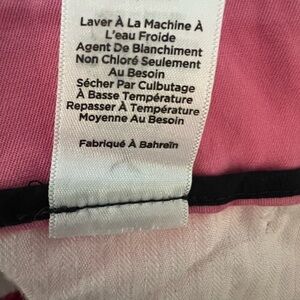 Laver À La Machine À
L'eau Froide
Agent De Blanchiment
Non Chloré Seulement
Au Besoin
Sécher Par Culbutage
À Basse Température
Repasser À Température
Moyenne Au Besoin
Fabriqué À Bahreïn